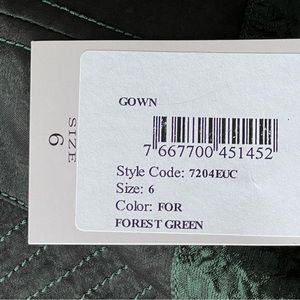 GOWN
7 667700 451452
Style Code: 7204EUC
Size: 6
Color: FOR
FOREST GREEN
SIZE
6